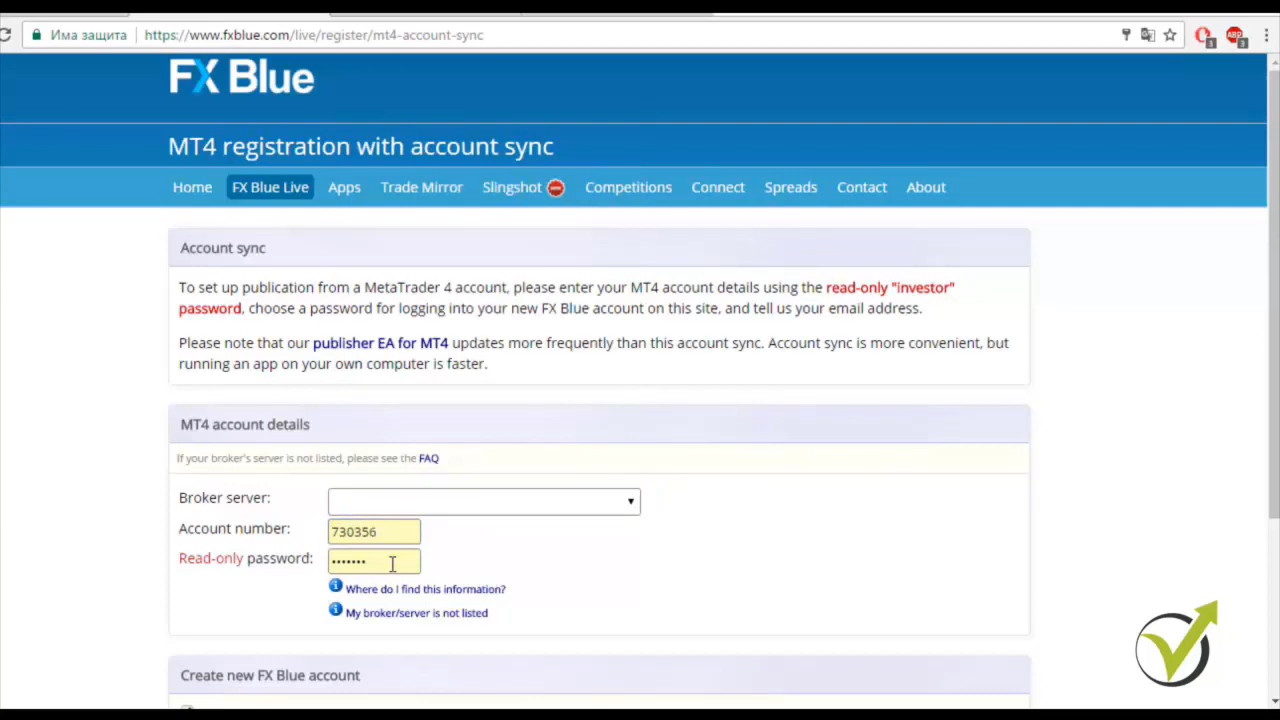 Има защита https://www.fxblue.com/live/register/mt4-account-sync
1 ABP 3
FX Blue
MT4 registration with account sync
Home FX Blue Live Apps Trade Mirror Slingshot Competitions Connect Spreads Contact About
Account sync
To set up publication from a MetaTrader 4 account, please enter your MT4 account details using the read-only "investor"
password, choose a password for logging into your new FX Blue account on this site, and tell us your email address.
Please note that our publisher EA for MT4 updates more frequently than this account sync. Account sync is more convenient, but
running an app on your own computer is faster.
MT4 account details
If your broker's server is not listed, please see the FAQ
Broker server:
Account number: 730356
Read-only password: •••••••
Where do I find this information?
My broker/server is not listed
Create new FX Blue account